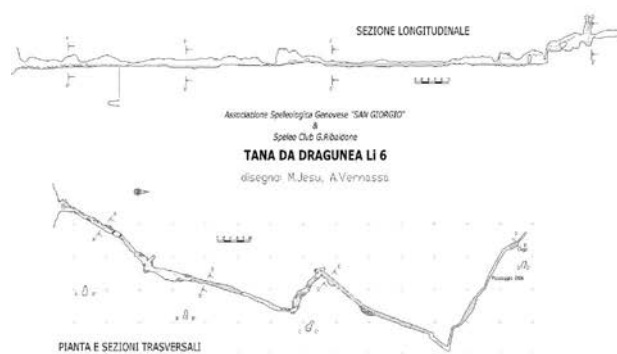 SEZIONE LONGITUDINALE
Associazione Speleologica Genovese "SAN GIORGIO"
&
Speleo Club G.Ribaldone
TANA DA DRAGUNEA Li 6
disegno: M.Jesu, A.Vernassa
PIANTA E SEZIONI TRASVERSALI